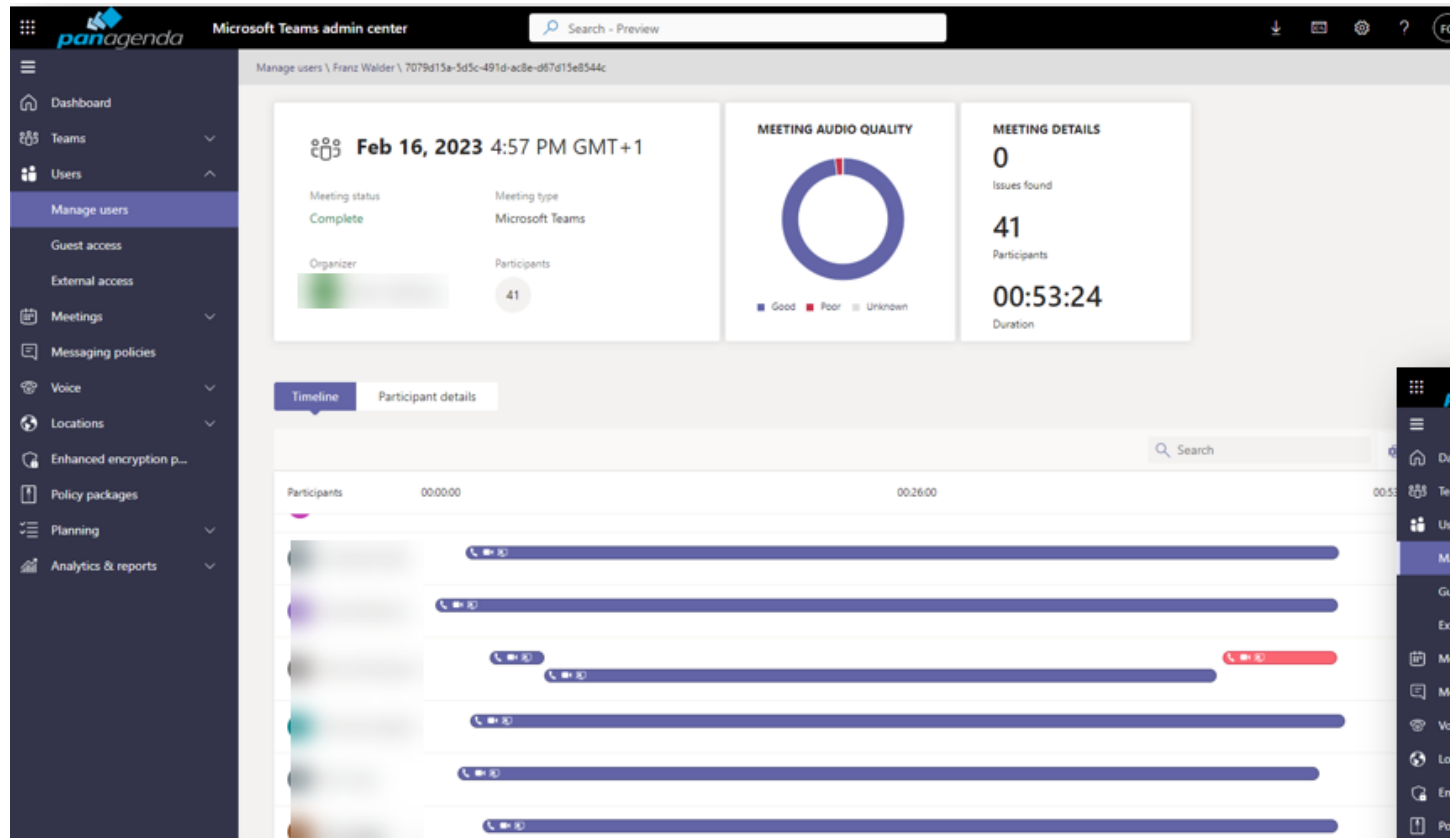 panagenda
Microsoft Teams admin center
Search - Preview
?
Manage users \ Franz Walder \ 7079d15a-5d5c-491d-ac8e-d67d15e8544c
Dashboard
Teams
Users
Manage users
Guest access
External access
Meetings
Messaging policies
Voice
Locations
Enhanced encryption p...
Policy packages
Planning
Analytics & reports
Feb 16, 2023 4:57 PM GMT+1
Meeting status
Complete
Meeting type
Microsoft Teams
Organizer
Participants
41
MEETING AUDIO QUALITY
Good Poor Unknown
MEETING DETAILS
0
Issues found
41
Participants
00:53:24
Duration
Timeline Participant details
Search
Participants 00:00:00 00:26:00 00:53